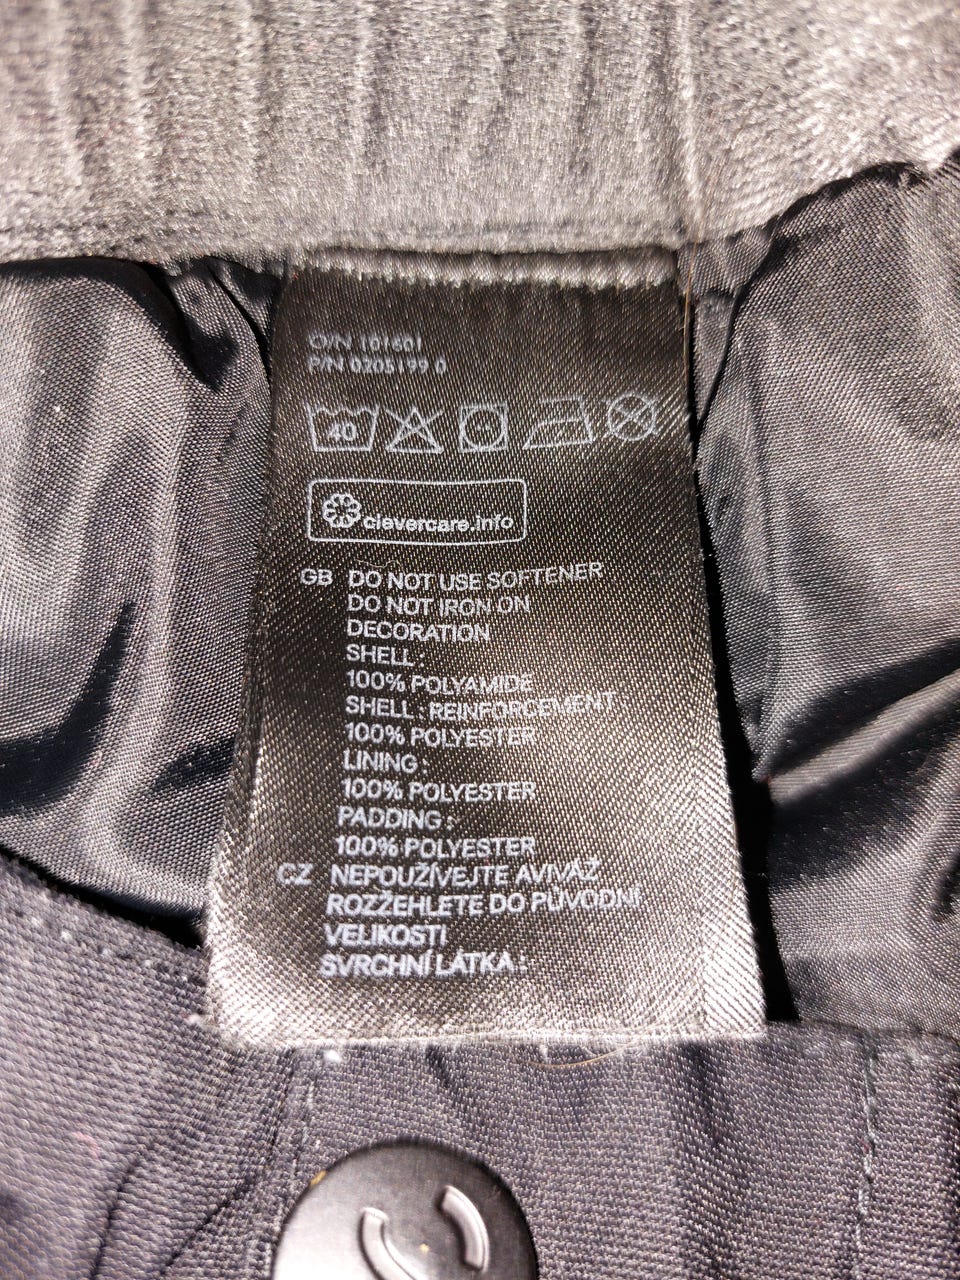 O/N 101601
P/N 0205199 0
40
clevercare.info
GB DO NOT USE SOFTENER
DO NOT IRON ON
DECORATION
SHELL :
100% POLYAMIDE
SHELL : REINFORCEMENT
100% POLYESTER
LINING :
100% POLYESTER
PADDING :
100% POLYESTER
CZ NEPOUŽÍVEJTE AVIVÁŽ
ROZŽEHLETE DO PŮVODNÍ
VELIKOSTI
SVRCHNÍ LÁTKA :